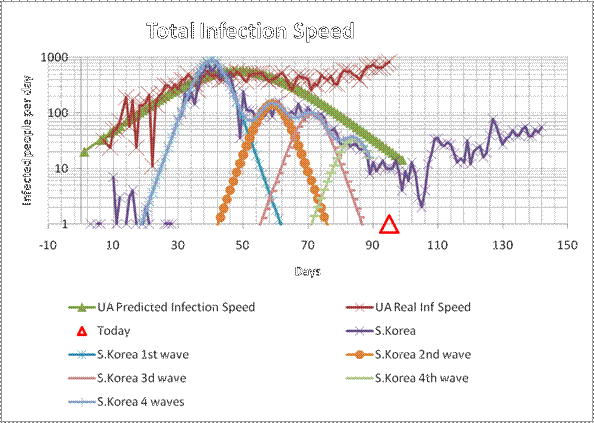 Total Infection Speed
1000
100
10
1
Infected people per day
-10 10 30 50 70 90 110 130 150
Days
UA Predicted Infection Speed UA Real Inf Speed
Today S.Korea
S.Korea 1st wave S.Korea 2nd wave
S.Korea 3d wave S.Korea 4th wave
S.Korea 4 waves